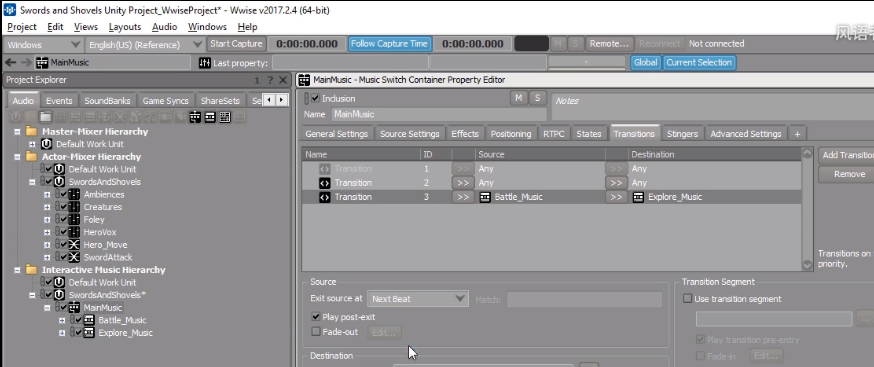 Swords and Shovels Unity Project_WwiseProject* - Wwise v2017.2.4 (64-bit)
Project Edit Views Layouts Audio Windows Help
Windows English(US) (Reference) Start Capture 0:00:00.000 Follow Capture Time 0:00:00.000 M S Remote... Reconnect Not connected
MainMusic Last property: - Global Current Selection
Project Explorer 1 ? X
MainMusic - Music Switch Container Property Editor
Inclusion M S Notes
Name MainMusic
Audio Events SoundBanks Game Syncs ShareSets Se
General Settings Source Settings Effects Positioning RTPC States Transitions Stingers Advanced Settings +
Name ID Source Destination
Transition 1 >> Any >> Any
Transition 2 >> Any >> Any
Transition 3 >> Battle_Music >> Explore_Music
Add Transition
Remove
Transitions on
priority.
Master-Mixer Hierarchy
Default Work Unit
Actor-Mixer Hierarchy
Default Work Unit
SwordsAndShovels
Ambiences
Creatures
Foley
HeroVox
Hero_Move
SwordAttack
Interactive Music Hierarchy
Default Work Unit
SwordsAndShovels*
MainMusic
Battle_Music
Explore_Music
Source
Exit source at Next Beat Match:
Play post-exit
Fade-out Edit...
Destination
Transition Segment
Use transition segment
...
Play transition pre-entry
Fade-in Edit...
风语